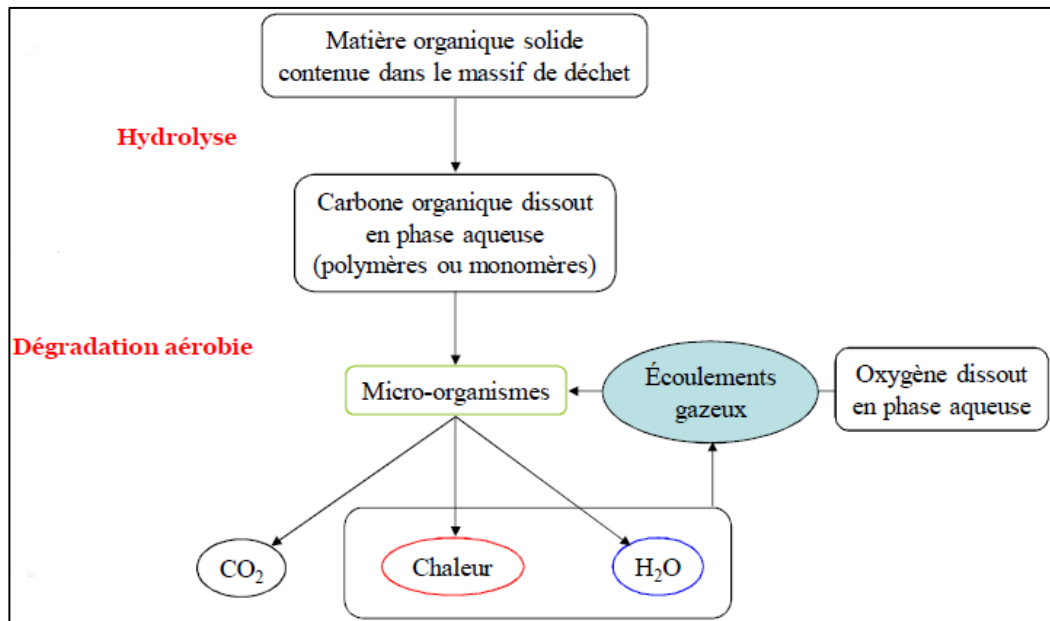 Matière organique solide
contenue dans le massif de déchet
Hydrolyse
Carbone organique dissout
en phase aqueuse
(polymères ou monomères)
Dégradation aérobie
Micro-organismes
Écoulements
gazeux
Oxygène dissout
en phase aqueuse
CO₂
Chaleur
H₂O